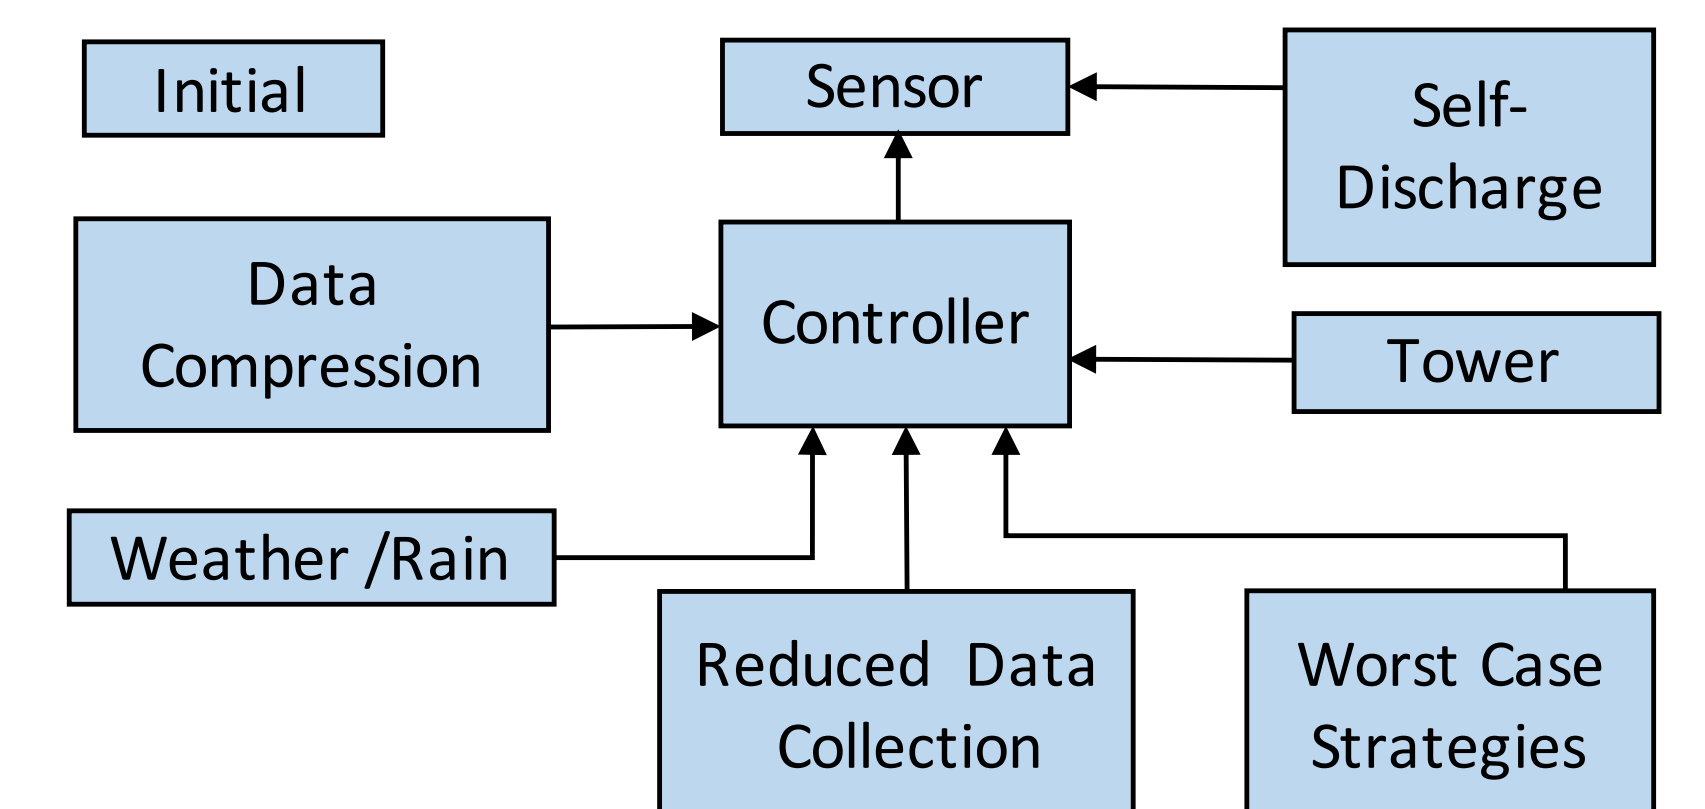 Initial
Sensor
Self-
Discharge
Data
Compression
Controller
Tower
Weather /Rain
Reduced Data
Collection
Worst Case
Strategies